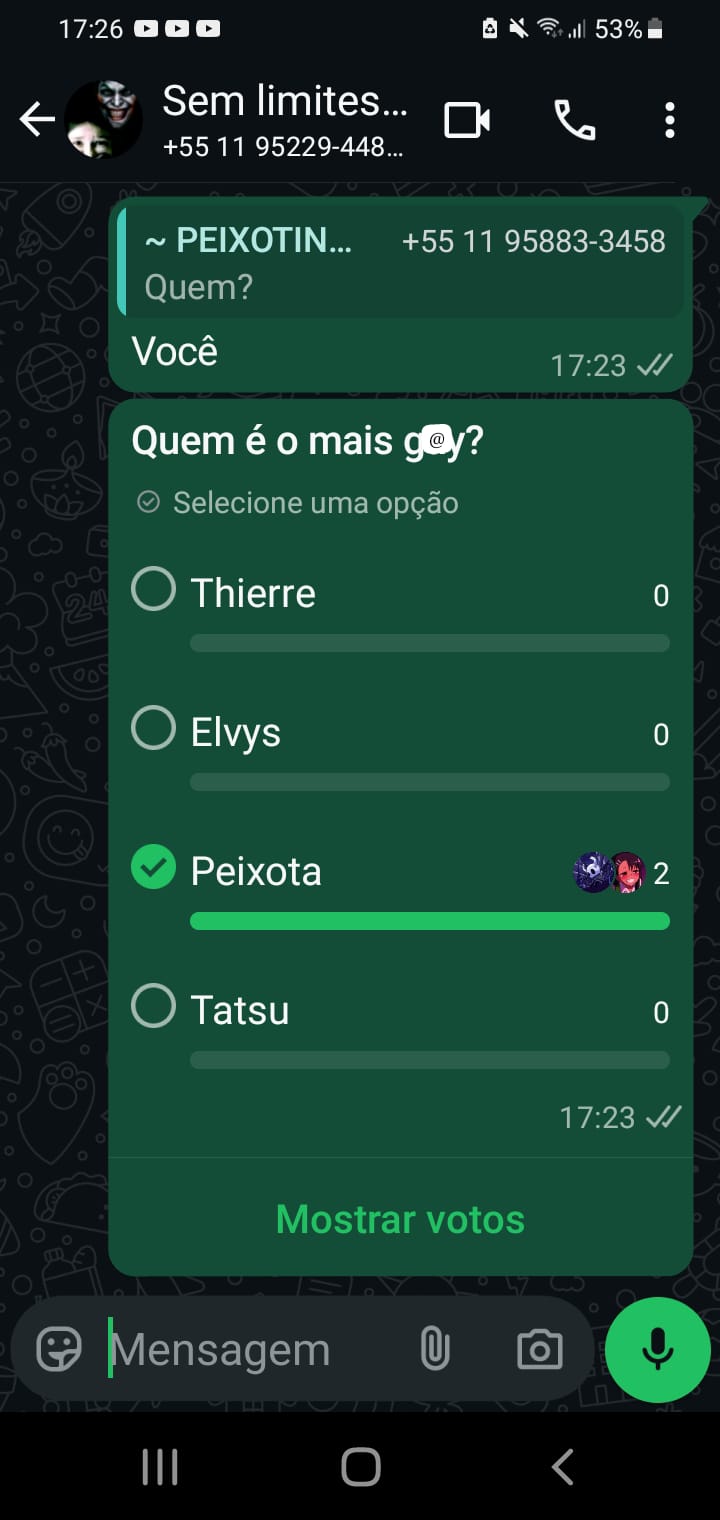 17:26 53%
Sem limites...
+55 11 95229-448...
~ PEIXOTIN... +55 11 95883-3458
Quem?
Você
17:23
Quem é o mais g@y?
Selecione uma opção
Thierre 0
Elvys 0
Peixota 2
Tatsu 0
17:23
Mostrar votos
Mensagem